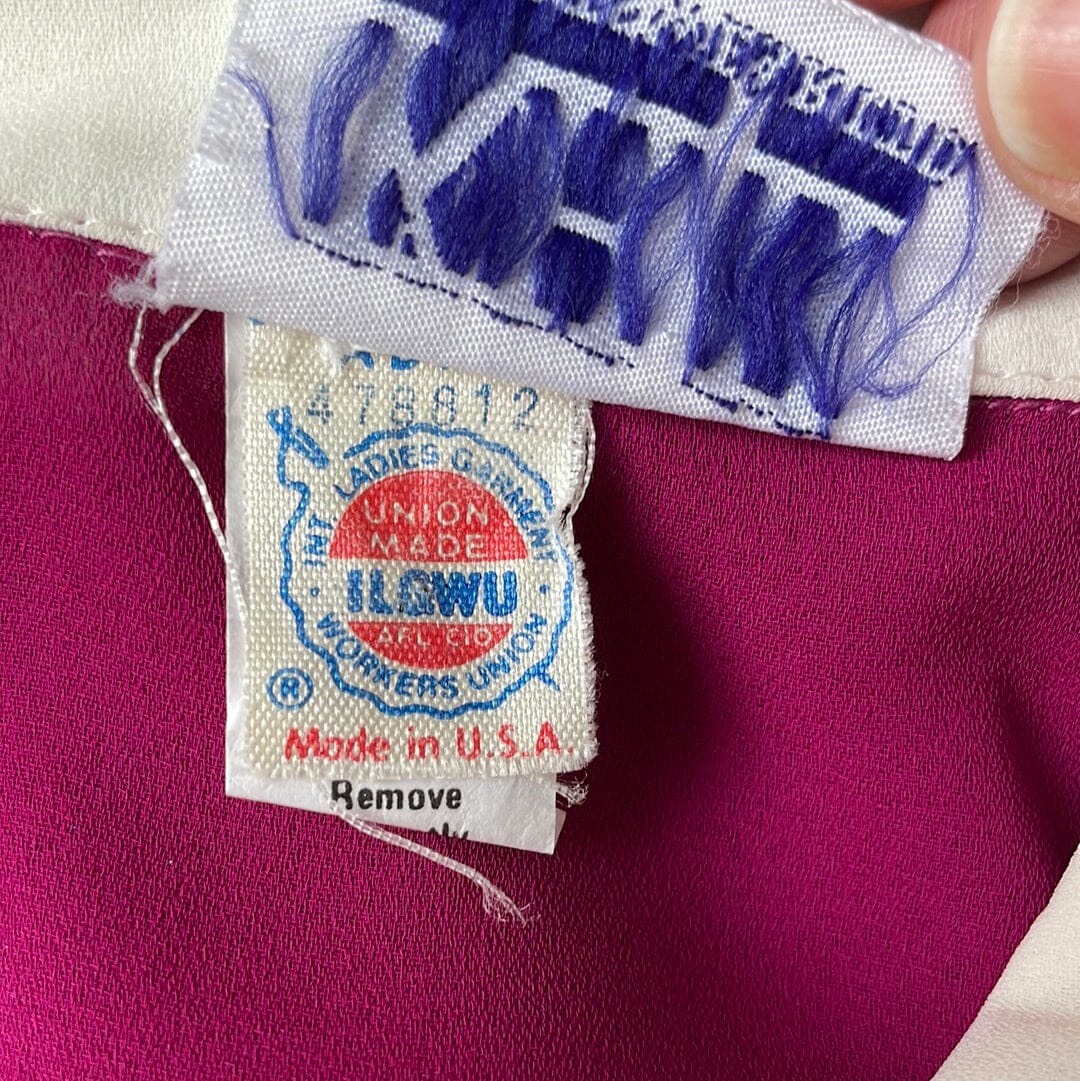 478812
INT LADIES GARMENT
UNION
MADE
ILGWU
AFL CIO
WORKERS UNION
®
Made in U.S.A.
Remove